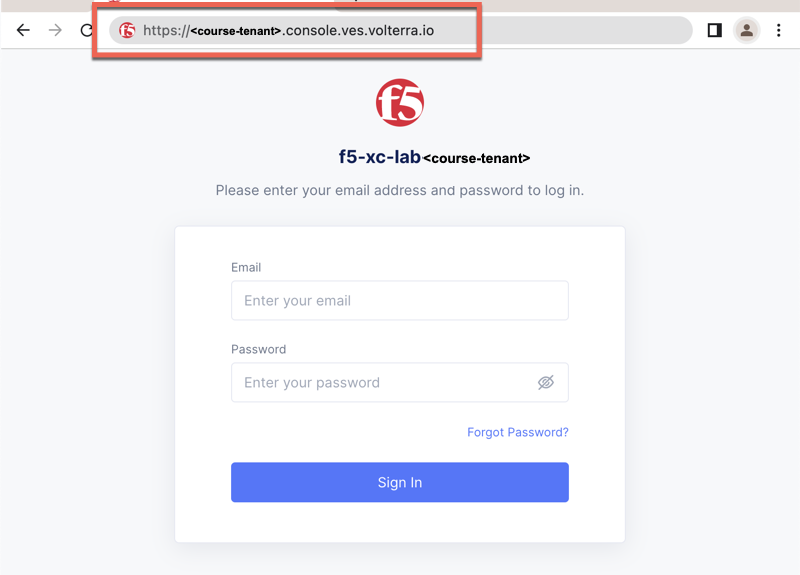 https://<course-tenant>.console.ves.volterra.io
f5
f5-xc-lab<course-tenant>
Please enter your email address and password to log in.
Email
Enter your email
Password
Enter your password
Forgot Password?
Sign In